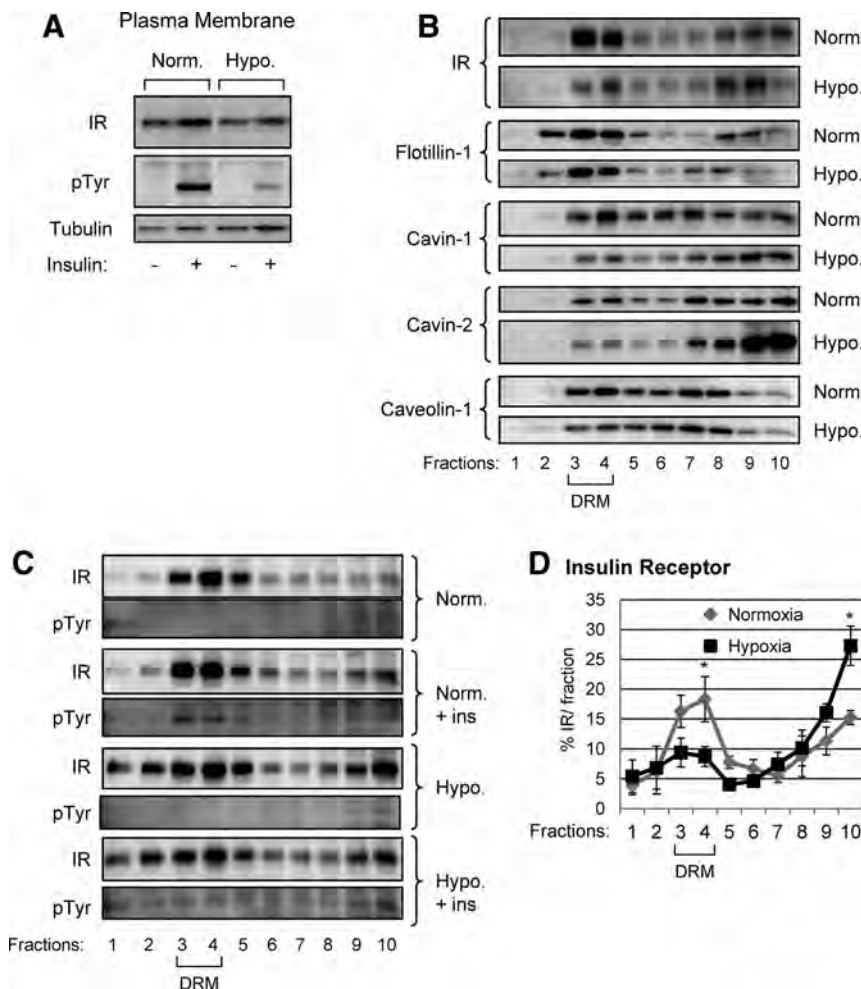 A
Plasma Membrane
Norm. Hypo.
IR
pTyr
Tubulin
Insulin: - + - +
B
IR
Norm.
Hypo.
Flotillin-1
Norm.
Hypo.
Cavin-1
Norm.
Hypo.
Cavin-2
Norm.
Hypo.
Caveolin-1
Norm.
Hypo.
Fractions: 1 2 3 4 5 6 7 8 9 10
DRM
C
IR
pTyr
Norm.
IR
pTyr
Norm.
+ ins
IR
pTyr
Hypo.
IR
pTyr
Hypo.
+ ins
Fractions: 1 2 3 4 5 6 7 8 9 10
DRM
D Insulin Receptor
% IR/ fraction
35
30
25
20
15
10
5
0
Normoxia
Hypoxia
*
*
Fractions: 1 2 3 4 5 6 7 8 9 10
DRM